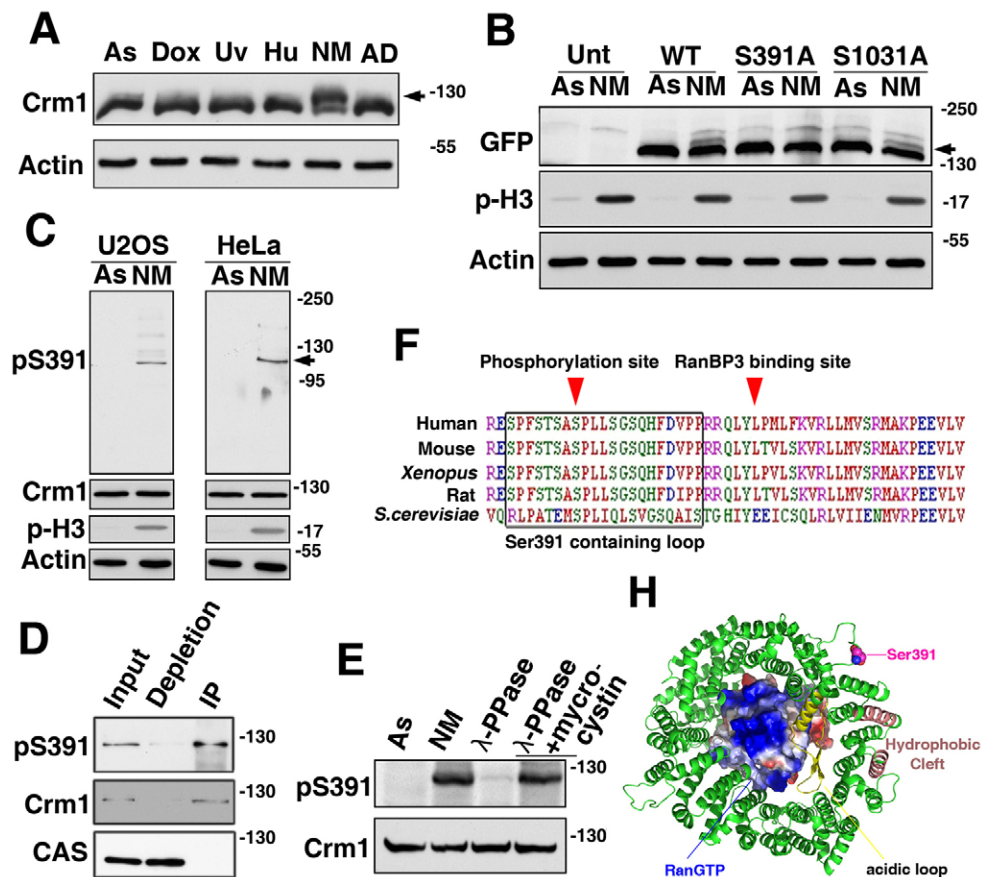 A
As Dox Uv Hu NM AD
Crm1
-130
Actin
-55
B
Unt WT S391A S1031A
As NM As NM As NM As NM
-250
GFP
-130
p-H3
-17
-55
Actin
C
U2OS HeLa
As NM As NM
-250
pS391
-130
-95
Crm1
-130
p-H3
-17
-55
Actin
F
Phosphorylation site RanBP3 binding site
Human RESPFSTSASPLLSGSQHFDVPPRRQLYLPMLFKVRLLMVSRMAKPEEVLV
Mouse RESPFSTSASPLLSGSQHFDVPPRRQLYLTVLSKVRLLMVSRMAKPEEVLV
Xenopus RESPFSTSASPLLSGSQHFDVPPRRQLYLPVLSKVRLLMVSRMAKPEEVLV
Rat RESPFSTSASPLLSGSQHFDIPPRRQLYLTVLSKVRLLMVSRMAKPEEVLV
S.cerevisiae VQRLPATEMSPLIQLSVGSQAISTGHIYEEICSQLRLVIIENMVRPEEVLV
Ser391 containing loop
D
Input Depletion IP
pS391
-130
Crm1
-130
CAS
-130
E
As NM λ-PPase λ-PPase
+mycro-
cystin
pS391
-130
Crm1
-130
H
Ser391
Hydrophobic
Cleft
RanGTP
acidic loop